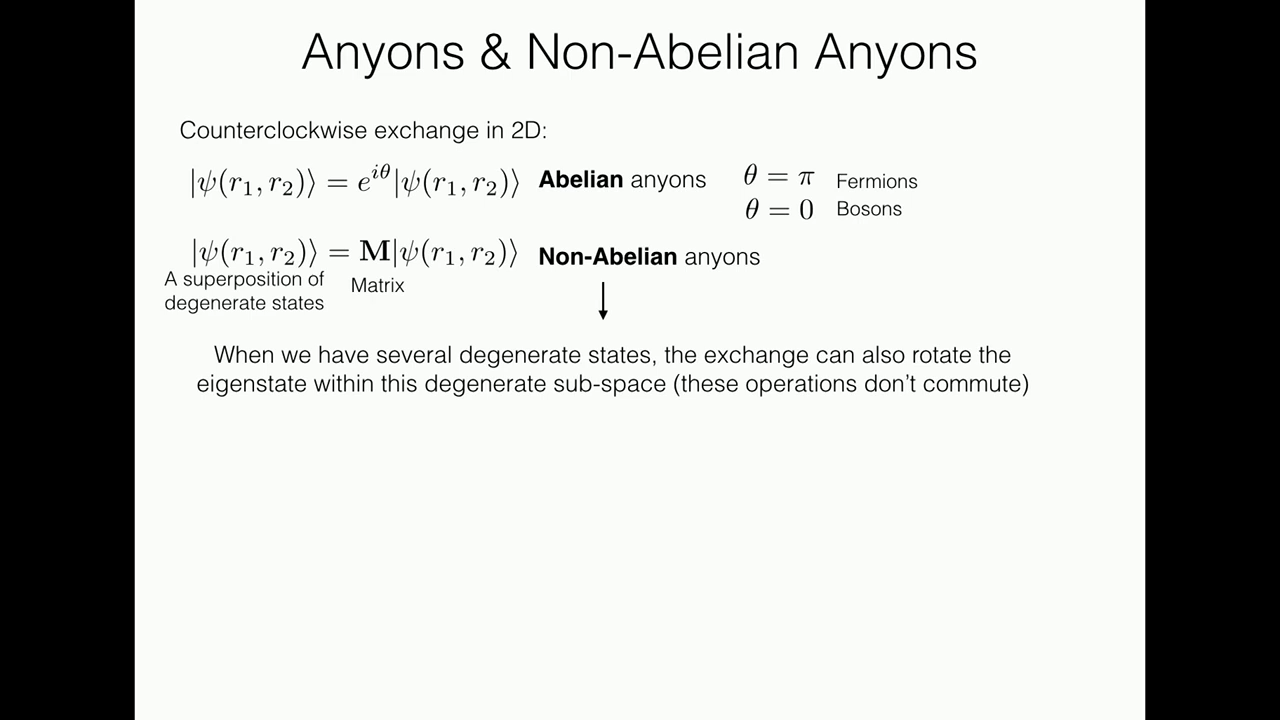 Anyons & Non-Abelian Anyons
Counterclockwise exchange in 2D:
|ψ(r₁, r₂)⟩ = e^{iθ}|ψ(r₁, r₂)⟩ Abelian anyons θ = π Fermions
θ = 0 Bosons
|ψ(r₁, r₂)⟩ = M|ψ(r₁, r₂)⟩ Non-Abelian anyons
A superposition of
degenerate states
Matrix
When we have several degenerate states, the exchange can also rotate the
eigenstate within this degenerate sub-space (these operations don’t commute)